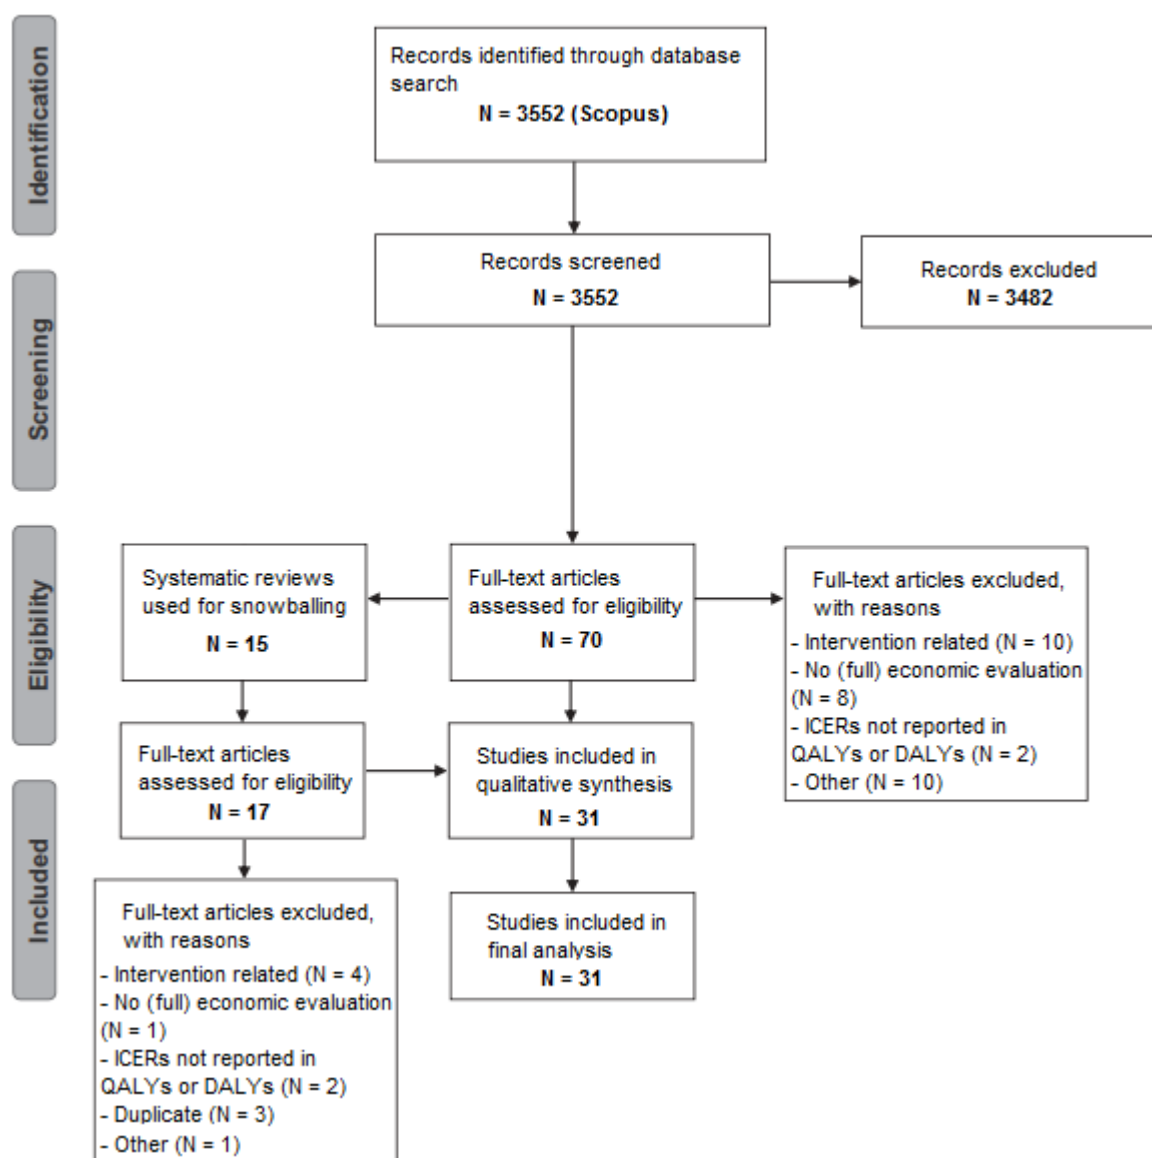 Identification
Records identified through database
search
N = 3552 (Scopus)
Screening
Records screened
N = 3552
Records excluded
N = 3482
Eligibility
Systematic reviews
used for snowballing
N = 15
Full-text articles
assessed for eligibility
N = 70
Full-text articles excluded,
with reasons
- Intervention related (N = 10)
- No (full) economic evaluation
(N = 8)
- ICERs not reported in
QALYs or DALYs (N = 2)
- Other (N = 10)
Full-text articles
assessed for eligibility
N = 17
Studies included in
qualitative synthesis
N = 31
Included
Full-text articles excluded,
with reasons
- Intervention related (N = 4)
- No (full) economic evaluation
(N = 1)
- ICERs not reported in
QALYs or DALYs (N = 2)
- Duplicate (N = 3)
- Other (N = 1)
Studies included in
final analysis
N = 31